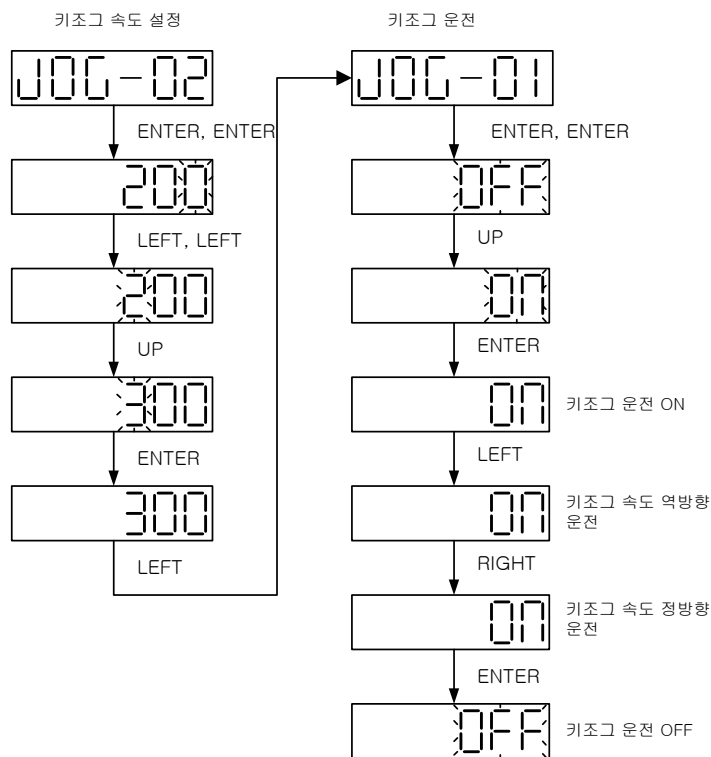 키조그 속도 설정
JOG-02
ENTER, ENTER
200
LEFT, LEFT
200
UP
300
ENTER
300
LEFT
키조그 운전
JOG-01
ENTER, ENTER
OFF
UP
ON
ENTER
ON
키조그 운전 ON
LEFT
ON
키조그 속도 역방향
운전
RIGHT
ON
키조그 속도 정방향
운전
ENTER
OFF
키조그 운전 OFF